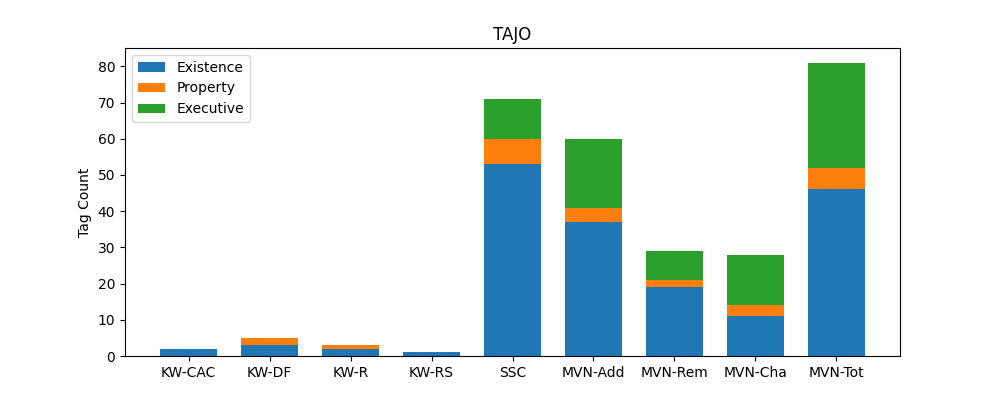 TAJO
Existence
Property
Executive
Tag Count
80
70
60
50
40
30
20
10
0
KW-CAC KW-DF KW-R KW-RS SSC MVN-Add MVN-Rem MVN-Cha MVN-Tot